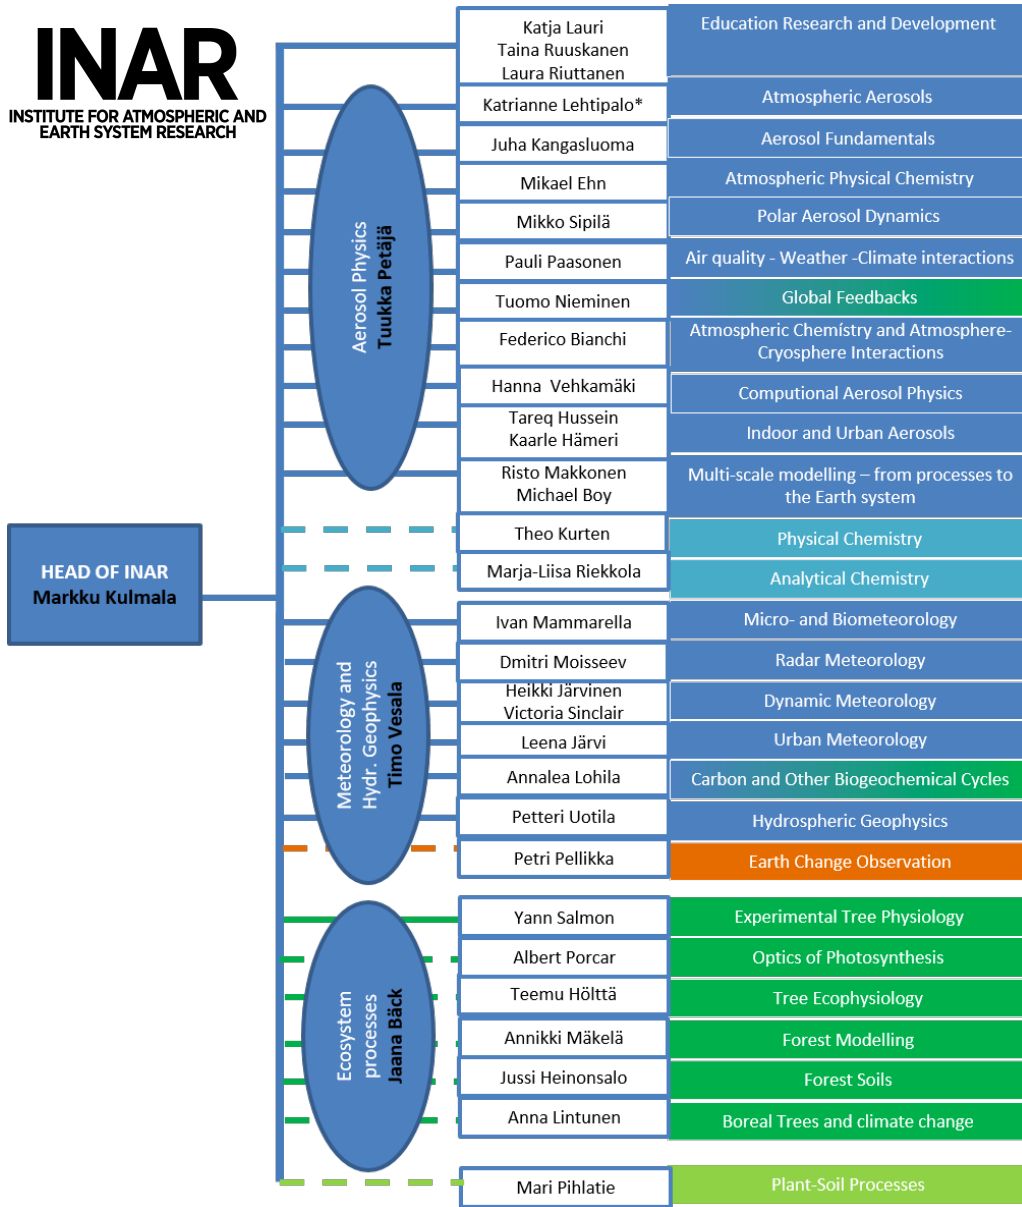 INAR
INSTITUTE FOR ATMOSPHERIC AND
EARTH SYSTEM RESEARCH
HEAD OF INAR
Markku Kulmala
Aerosol Physics
Tuukka Petäjä
Katja Lauri
Taina Ruuskanen
Laura Riuttanen
Education Research and Development
Katrianne Lehtipalo*
Atmospheric Aerosols
Juha Kangasluoma
Aerosol Fundamentals
Mikael Ehn
Atmospheric Physical Chemistry
Mikko Sipilä
Polar Aerosol Dynamics
Pauli Paasonen
Air quality - Weather -Climate interactions
Tuomo Nieminen
Global Feedbacks
Federico Bianchi
Atmospheric Chemístry and Atmosphere-
Cryosphere Interactions
Hanna Vehkamäki
Computional Aerosol Physics
Tareq Hussein
Kaarle Hämeri
Indoor and Urban Aerosols
Risto Makkonen
Michael Boy
Multi-scale modelling – from processes to
the Earth system
Theo Kurten
Physical Chemistry
Marja-Liisa Riekkola
Analytical Chemistry
Meteorology and
Hydr. Geophysics
Timo Vesala
Ivan Mammarella
Micro- and Biometeorology
Dmitri Moisseev
Radar Meteorology
Heikki Järvinen
Victoria Sinclair
Dynamic Meteorology
Leena Järvi
Urban Meteorology
Annalea Lohila
Carbon and Other Biogeochemical Cycles
Petteri Uotila
Hydrospheric Geophysics
Petri Pellikka
Earth Change Observation
Ecosystem
processes
Jaana Bäck
Yann Salmon
Experimental Tree Physiology
Albert Porcar
Optics of Photosynthesis
Teemu Hölttä
Tree Ecophysiology
Annikki Mäkelä
Forest Modelling
Jussi Heinonsalo
Forest Soils
Anna Lintunen
Boreal Trees and climate change
Mari Pihlatie
Plant-Soil Processes